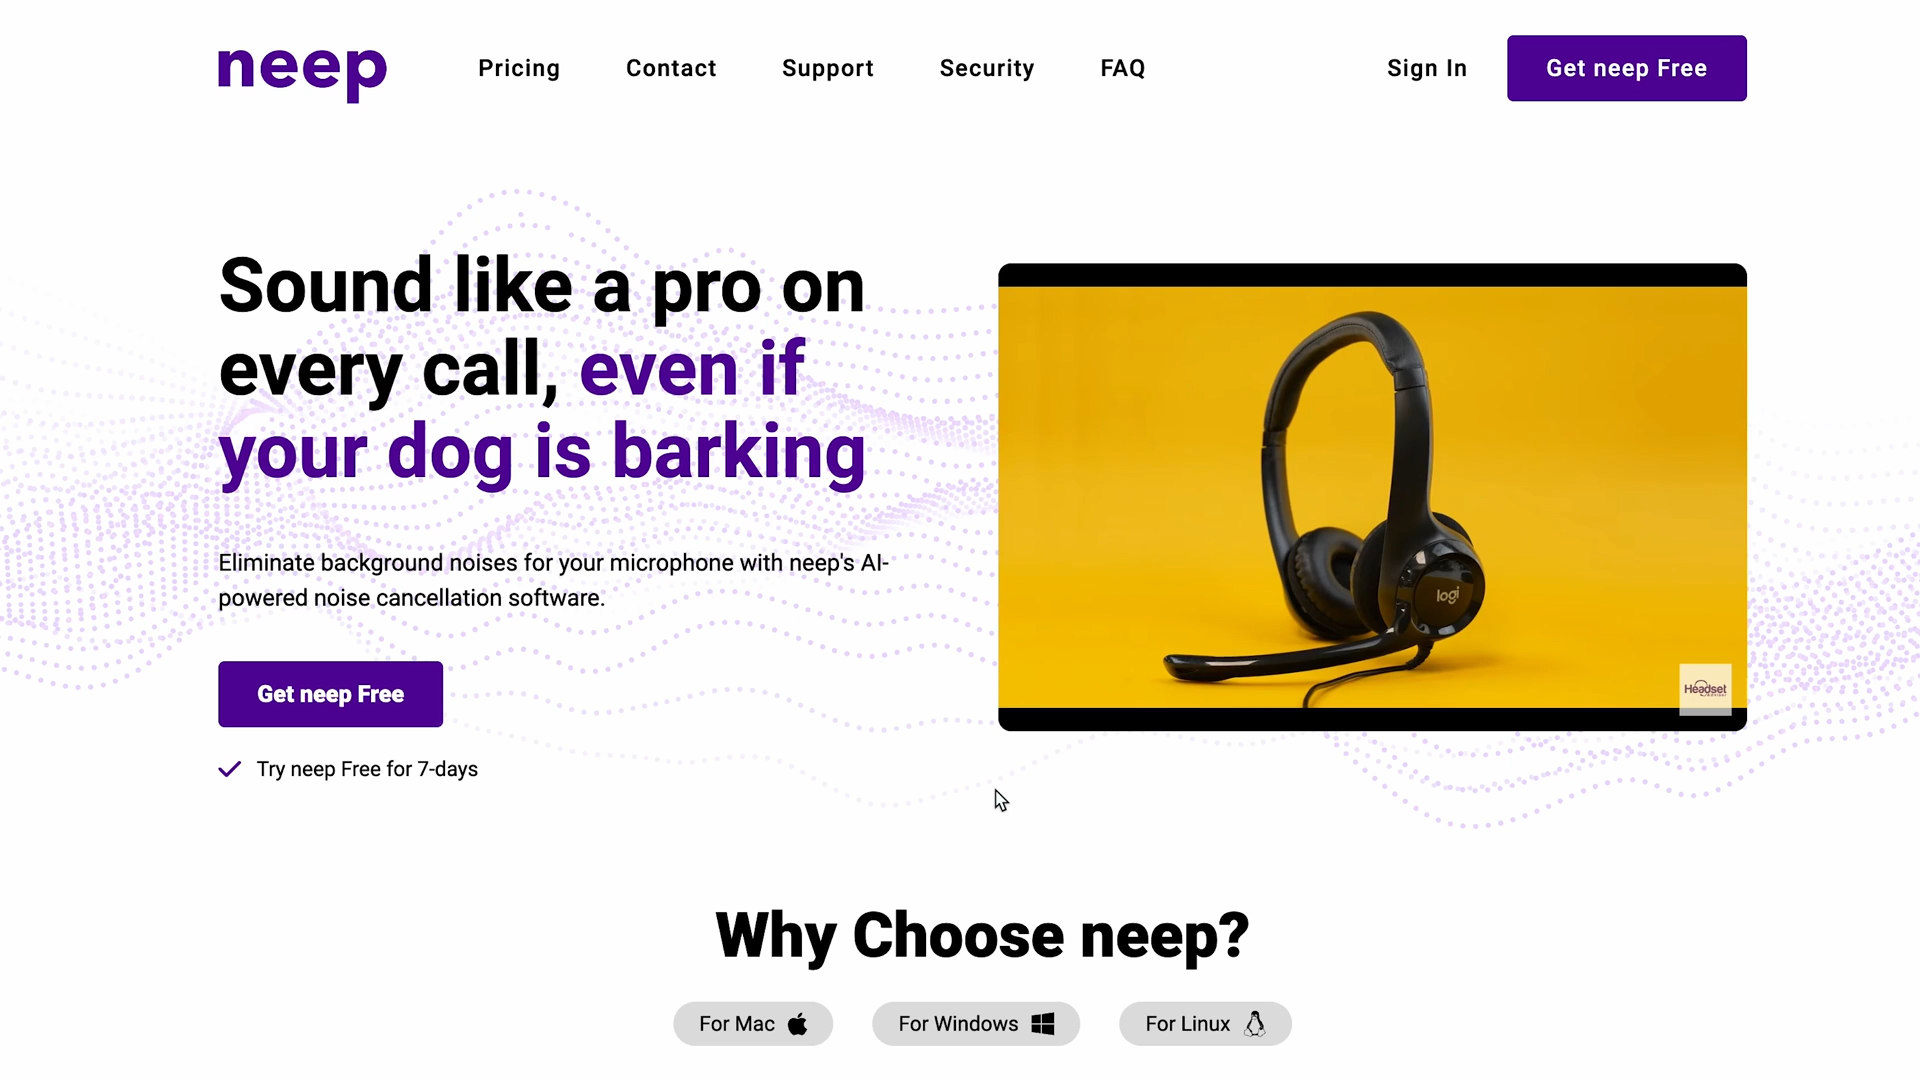 neep
Pricing
Contact
Support
Security
FAQ
Sign In
Get neep Free
Sound like a pro on
every call, even if
your dog is barking
Eliminate background noises for your microphone with neep's AI-
powered noise cancellation software.
Get neep Free
Try neep Free for 7-days
logi
Headset
Why Choose neep?
For Mac
For Windows
For Linux